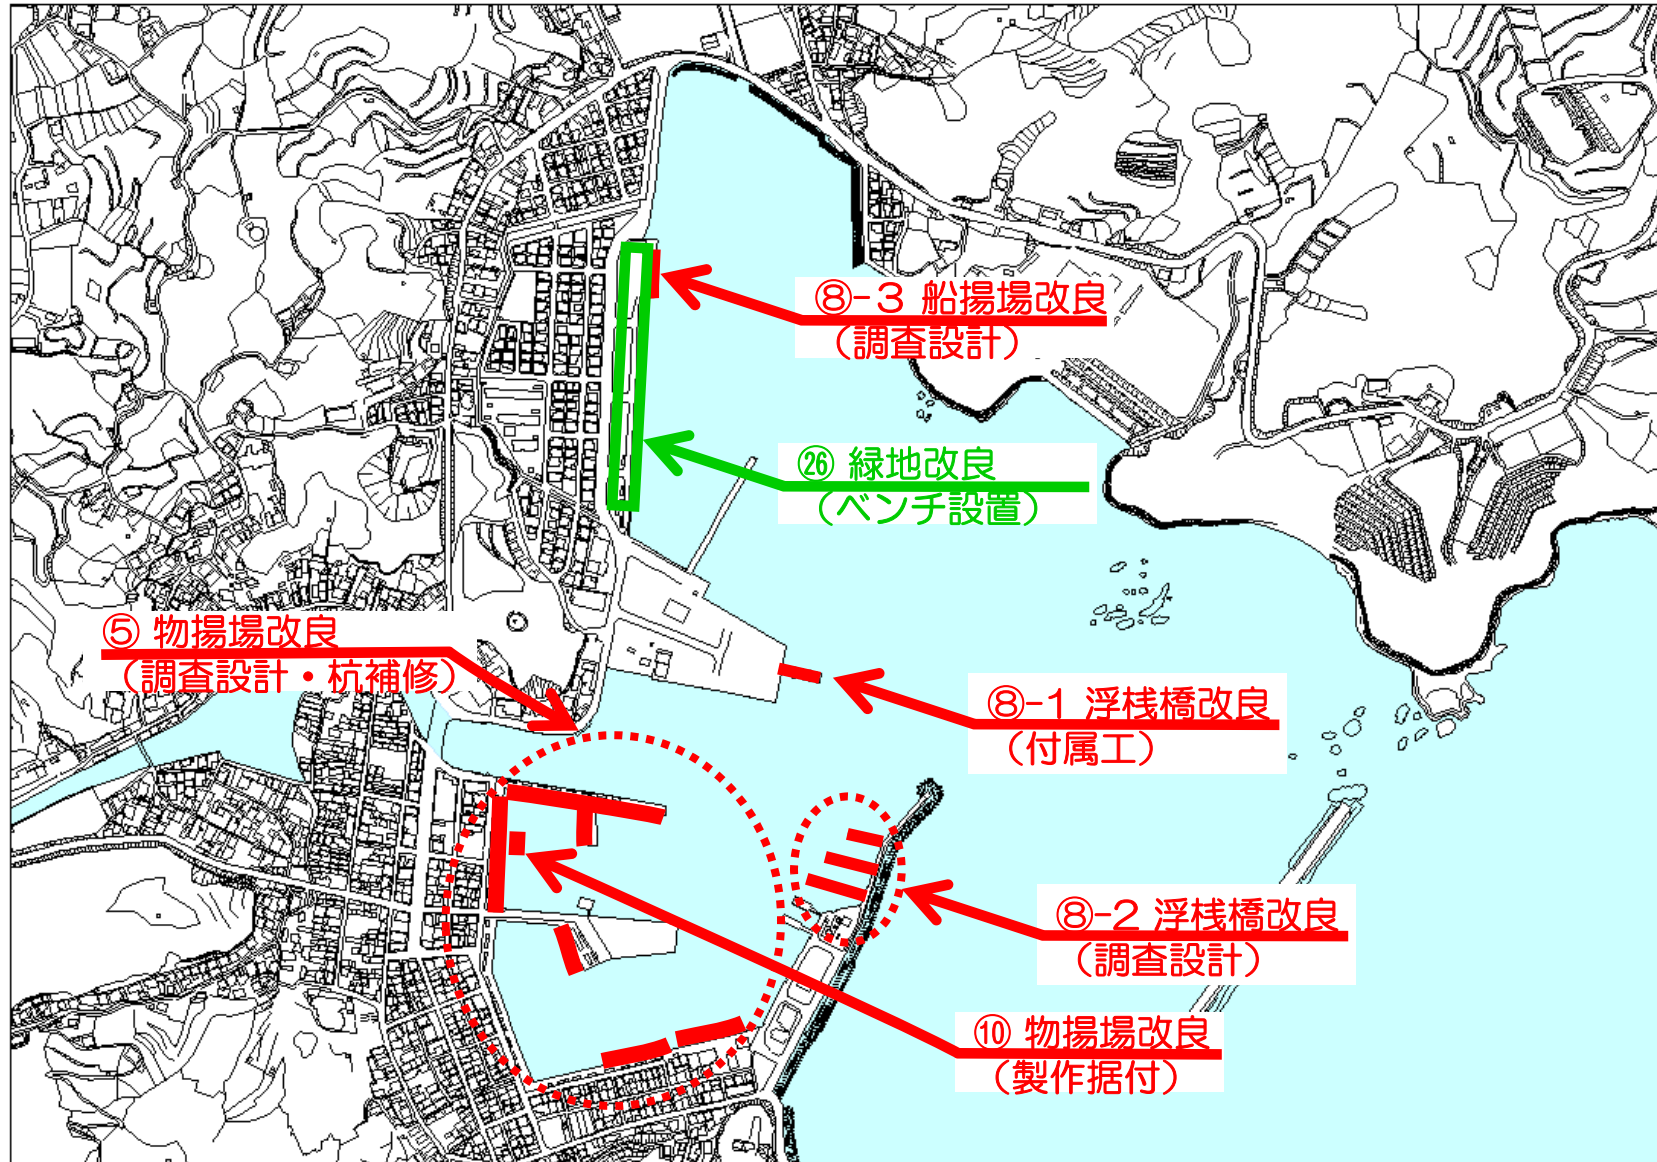 ⑧-3 船揚場改良
（調査設計）
㉖ 緑地改良
（ベンチ設置）
⑤ 物揚場改良
（調査設計・杭補修）
⑧-1 浮桟橋改良
（付属工）
⑧-2 浮桟橋改良
（調査設計）
⑩ 物揚場改良
（製作据付）